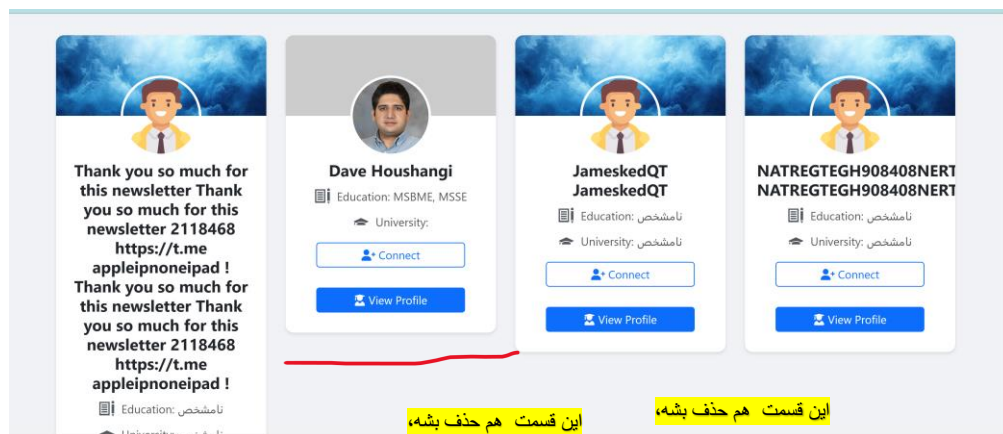 Thank you so much for
this newsletter Thank
you so much for this
newsletter 2118468
https://t.me
appleipnoneipad !
Thank you so much for
this newsletter Thank
you so much for this
newsletter 2118468
https://t.me
appleipnoneipad !
Education: نامشخص
Dave Houshangi
Education: MSBME, MSSE
University:
Connect
View Profile
JameskedQT
JameskedQT
Education: نامشخص
University: نامشخص
Connect
View Profile
NATREGTEGH908408NERT
NATREGTEGH908408NERT
Education: نامشخص
University: نامشخص
Connect
View Profile
این قسمت هم حذف بشه،
این قسمت هم حذف بشه،